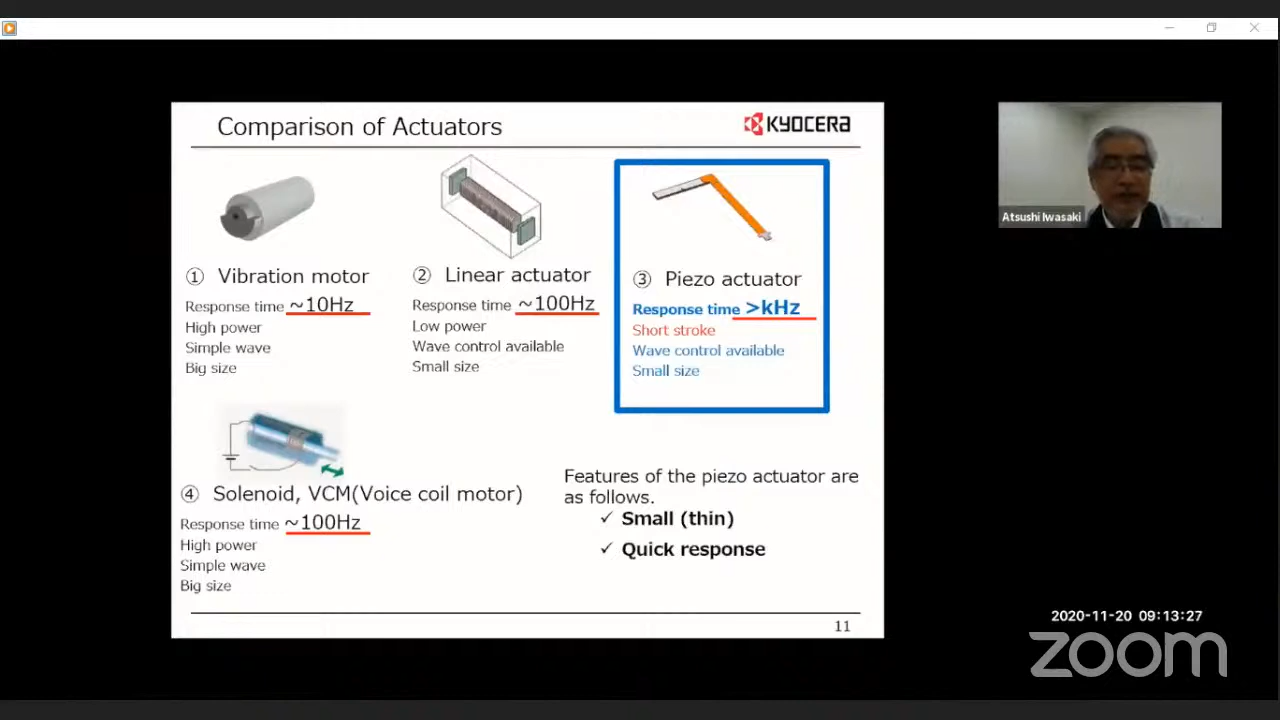 Comparison of Actuators
KYOCERA
① Vibration motor
Response time ~10Hz
High power
Simple wave
Big size
② Linear actuator
Response time ~100Hz
Low power
Wave control available
Small size
③ Piezo actuator
Response time >kHz
Short stroke
Wave control available
Small size
④ Solenoid, VCM(Voice coil motor)
Response time ~100Hz
High power
Simple wave
Big size
Features of the piezo actuator are
as follows.
✓ Small (thin)
✓ Quick response
11
Atsushi Iwasaki
2020-11-20 09:13:27
zoom